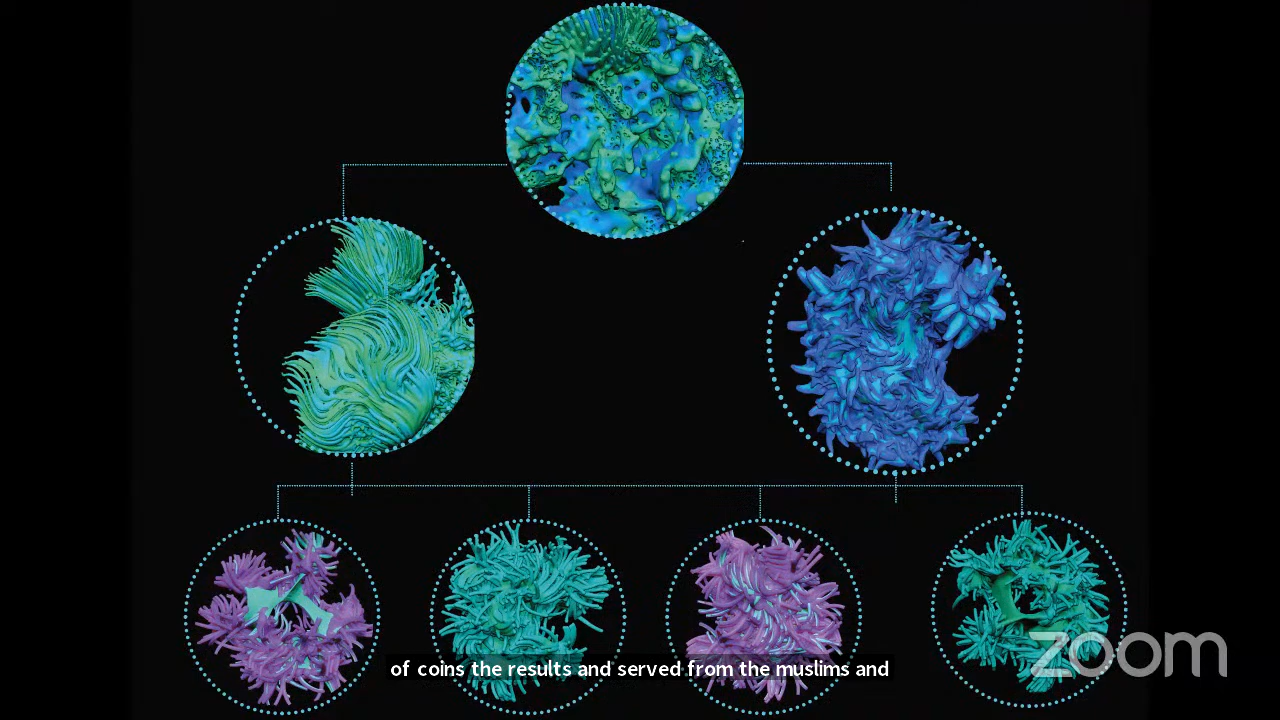 of coins the results and served from the muslims and
zoom